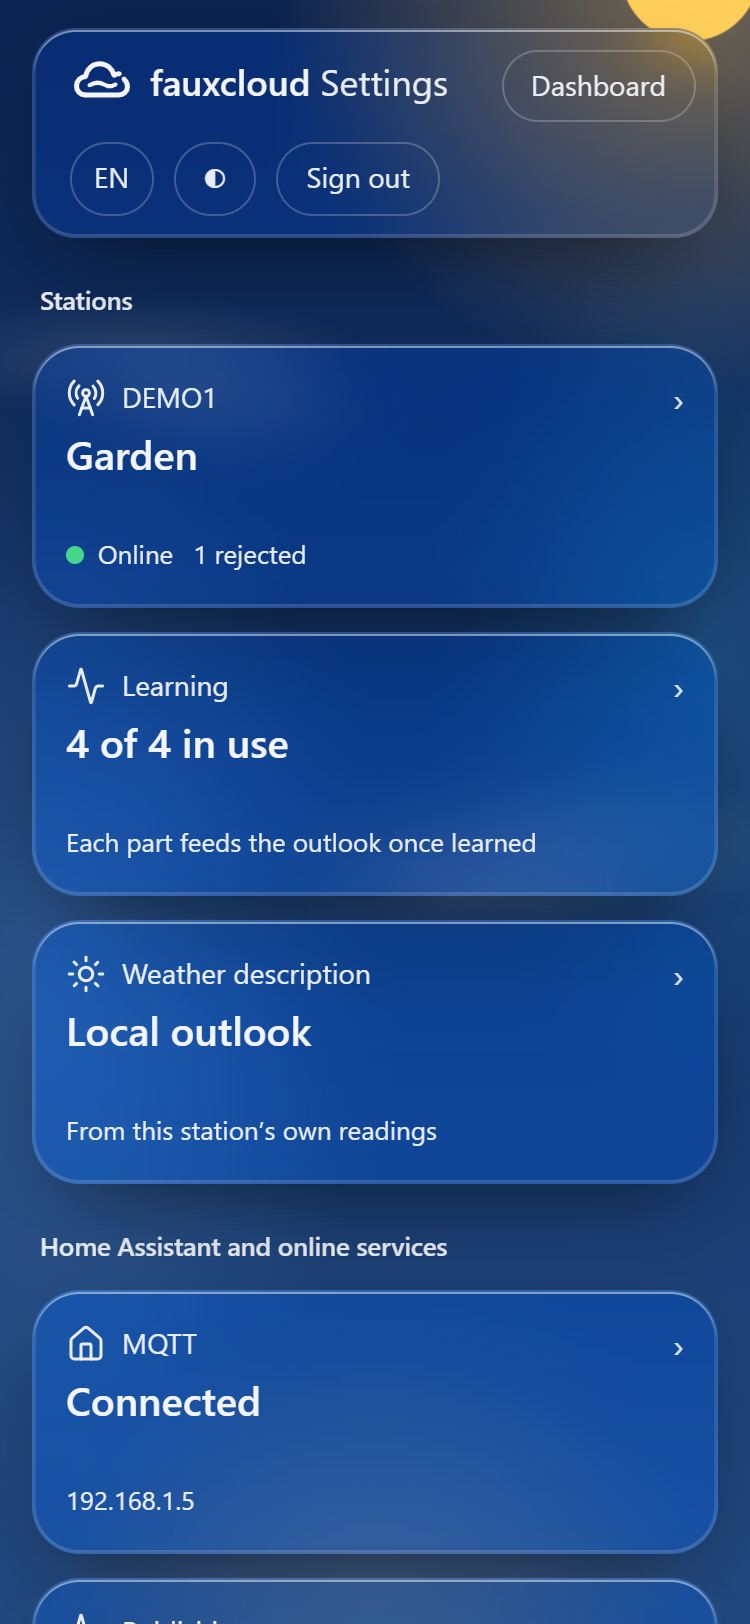 fauxcloud Settings
Dashboard
EN
Sign out
Stations
DEMO1
Garden
Online 1 rejected
Learning
4 of 4 in use
Each part feeds the outlook once learned
Weather description
Local outlook
From this station’s own readings
Home Assistant and online services
MQTT
Connected
192.168.1.5